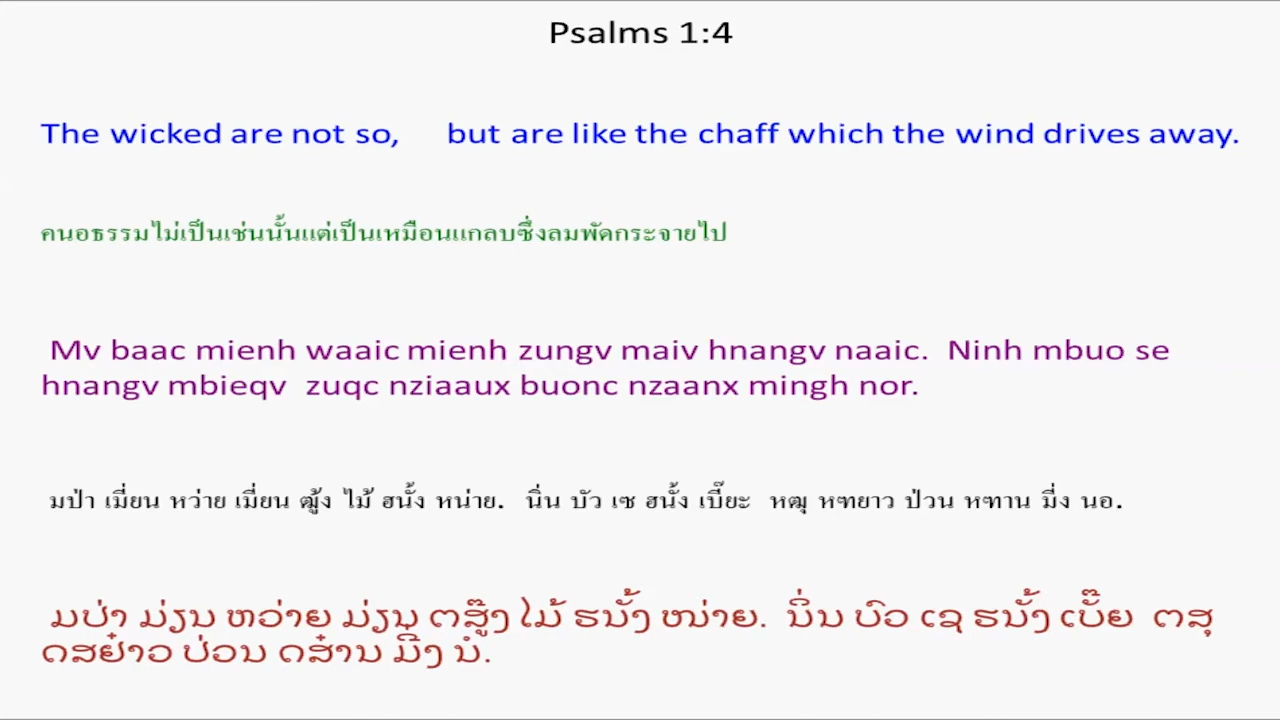 Psalms 1:4
The wicked are not so, but are like the chaff which the wind drives away.
คนอธรรมไม่เป็นเช่นนั้นแต่เป็นเหมือนแกลบซึ่งลมพัดกระจายไป
Mv baac mienh waaic mienh zungv maiv hnangv naaic. Ninh mbuo se
hnangv mbieqv zuqc nziaaux buonc nzaanx mingh nor.
มป่า เมี่ยน หว่าย เมี่ยน ฒู้ง ไม้ ฮนั้ง หน่าย. นิ่น บัว เซ ฮนั้ง เบี๊ยะ หฒุ หฑยาว ป่วน หฑาน มี่ง นอ.
ມປ່າ ມ່ຽນ ຫວ່າຍ ມ່ຽນ ຕສູ໊ງ ໄມ້ ຮນັ້ງ ໜ່າຍ. ນິ່ນ ບົວ ເຊ ຮນັ້ງ ເບັ໊ຍ ຕສຸ
ດສຢ໋າວ ປ່ວນ ດສ໋ານ ມີ່ງ ນໍ.